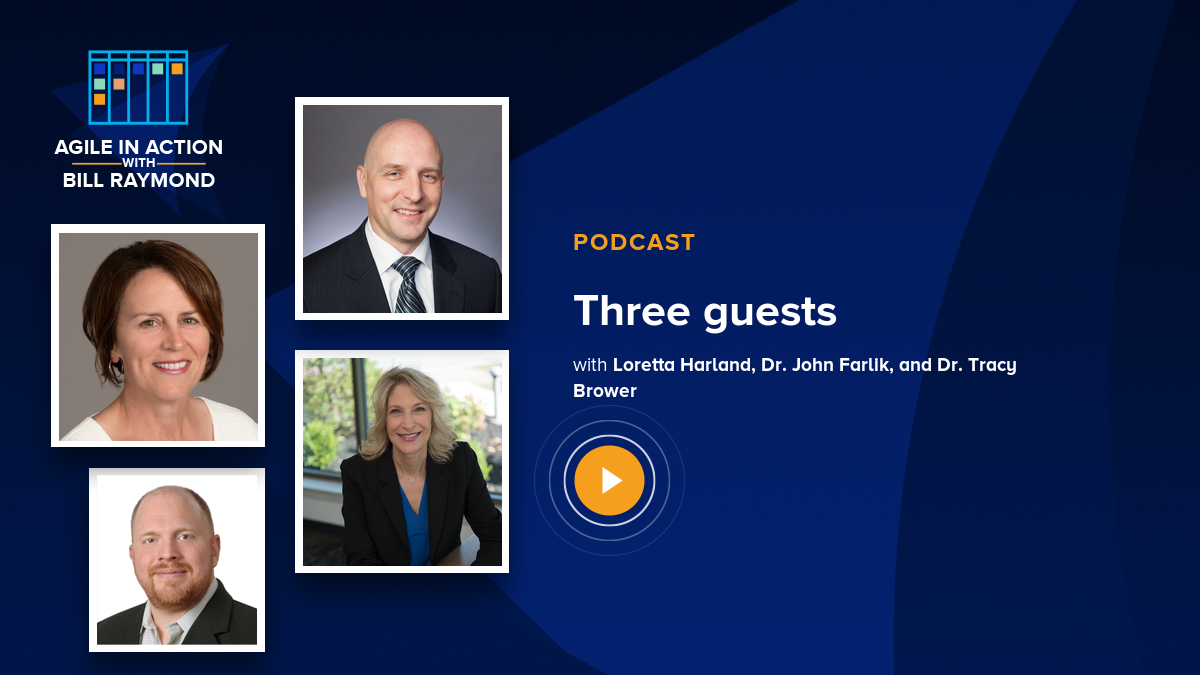 AGILE IN ACTION
WITH
BILL RAYMOND
PODCAST
Three guests
with Loretta Harland, Dr. John Farlik, and Dr. Tracy
Brower